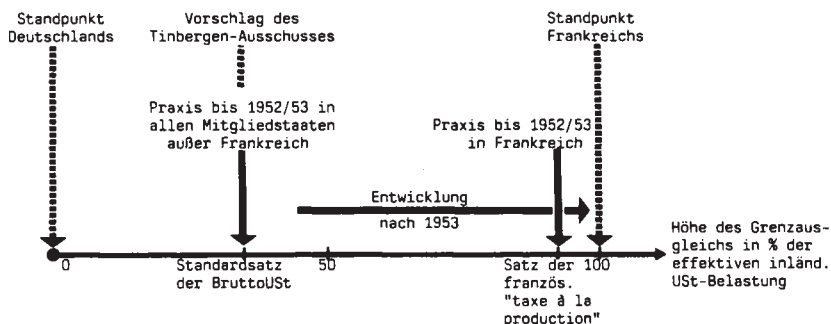 Standpunkt
Deutschlands
Vorschlag des
Tinbergen-Ausschusses
Standpunkt
Frankreichs
Praxis bis 1952/53 in
allen Mitgliedstaaten
außer Frankreich
Praxis bis 1952/53
in Frankreich
Entwicklung
nach 1953
Höhe des Grenzaus-
gleichs in % der
effektiven inländ.
USt-Belastung
0
Standardsatz
der BruttoUSt
50
Satz der
französ.
"taxe à la
production"
100